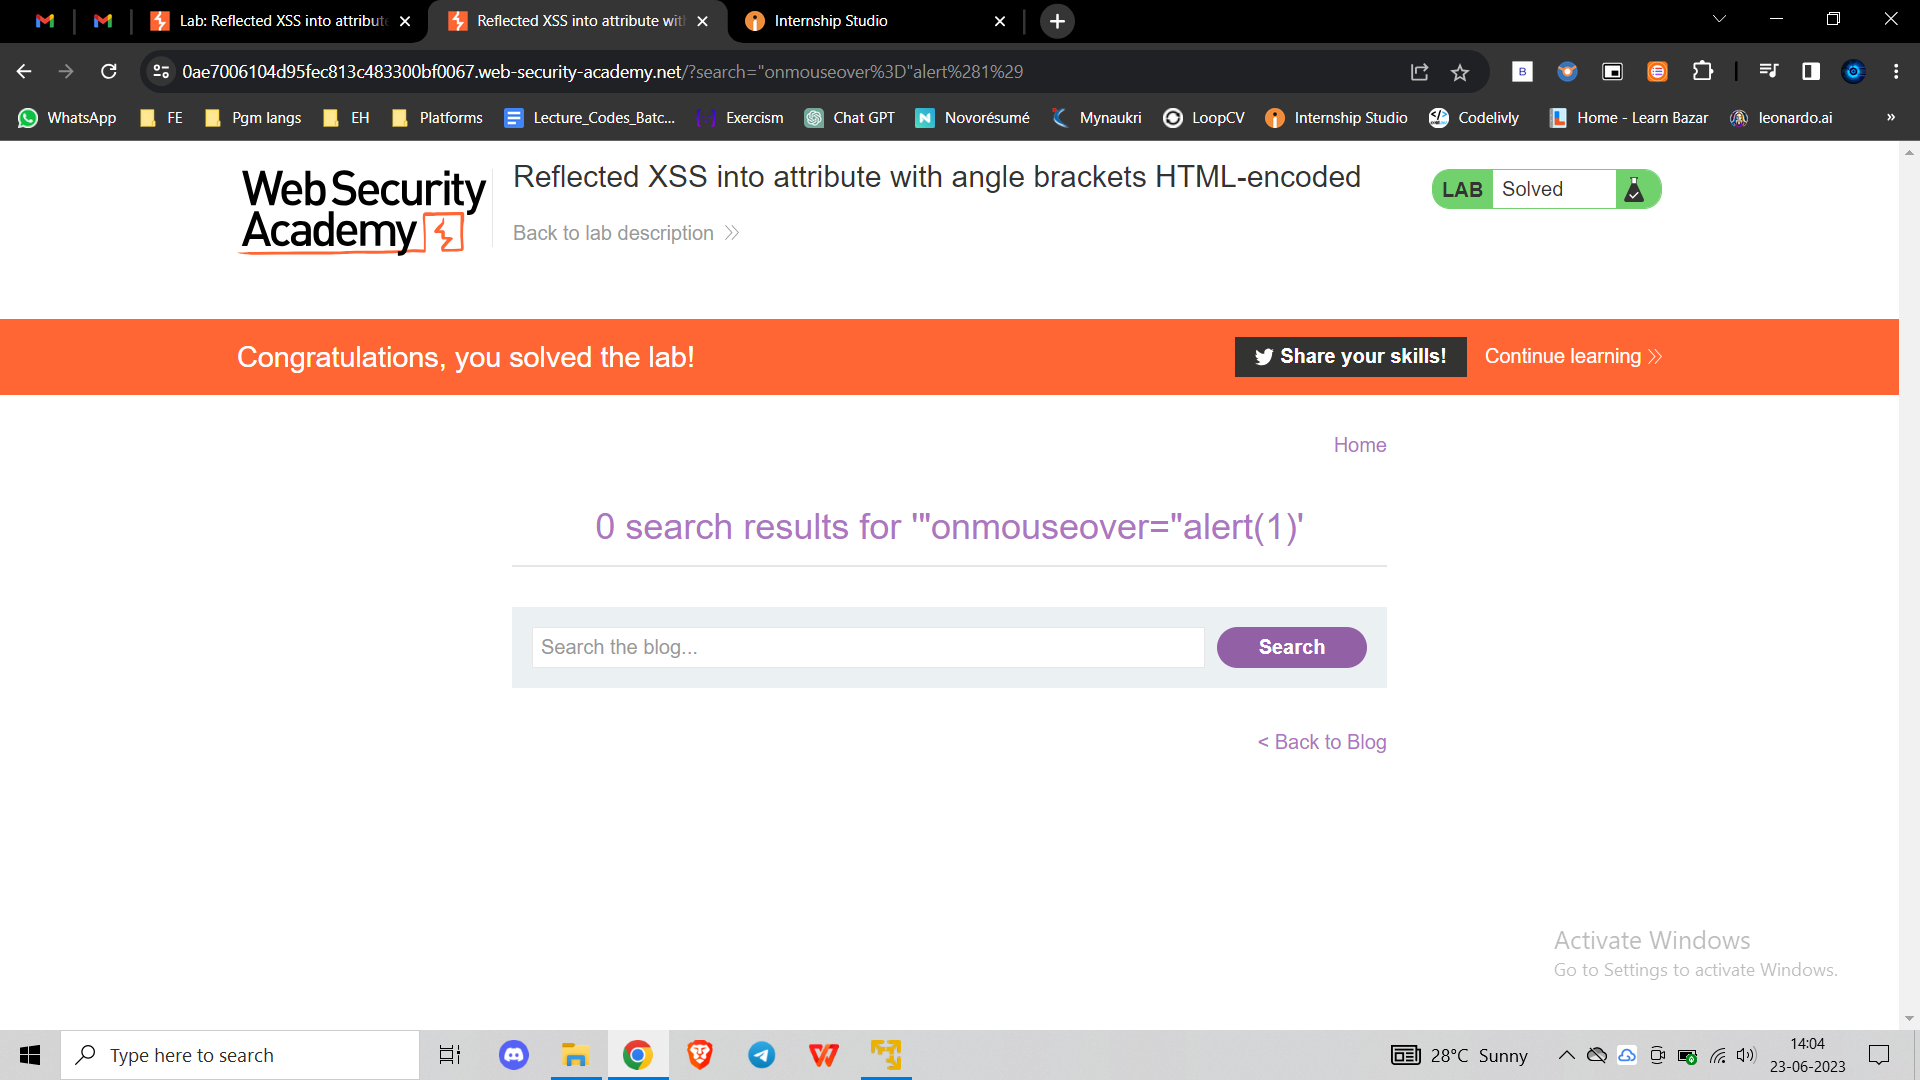 Lab: Reflected XSS into attribute
Reflected XSS into attribute wit
Internship Studio
0ae7006104d95fec813c483300bf0067.web-security-academy.net/?search="onmouseover%3D"alert%281%29
WhatsApp
FE
Pgm langs
EH
Platforms
Lecture_Codes_Batc...
Exercism
Chat GPT
Novorésumé
Mynaukri
LoopCV
Internship Studio
Codelivly
Home - Learn Bazar
leonardo.ai
»
Web Security
Academy
Reflected XSS into attribute with angle brackets HTML-encoded
Back to lab description
LAB Solved
Congratulations, you solved the lab!
Share your skills!
Continue learning
Home
0 search results for '"onmouseover="alert(1)'
Search the blog...
Search
< Back to Blog
Activate Windows
Go to Settings to activate Windows.
Type here to search
28°C Sunny
14:04
23-06-2023